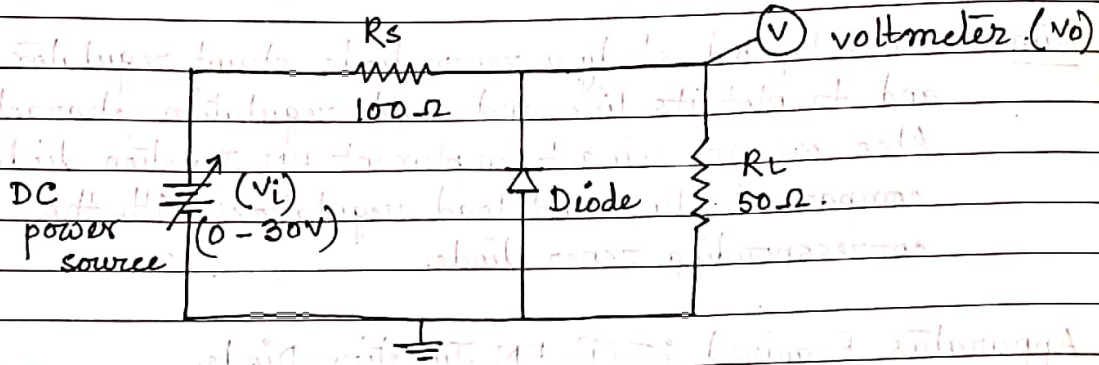 Rs
V voltmeter (vo)
100Ω
DC (Vi) Diode RL
power (0-30V) 50Ω.
source